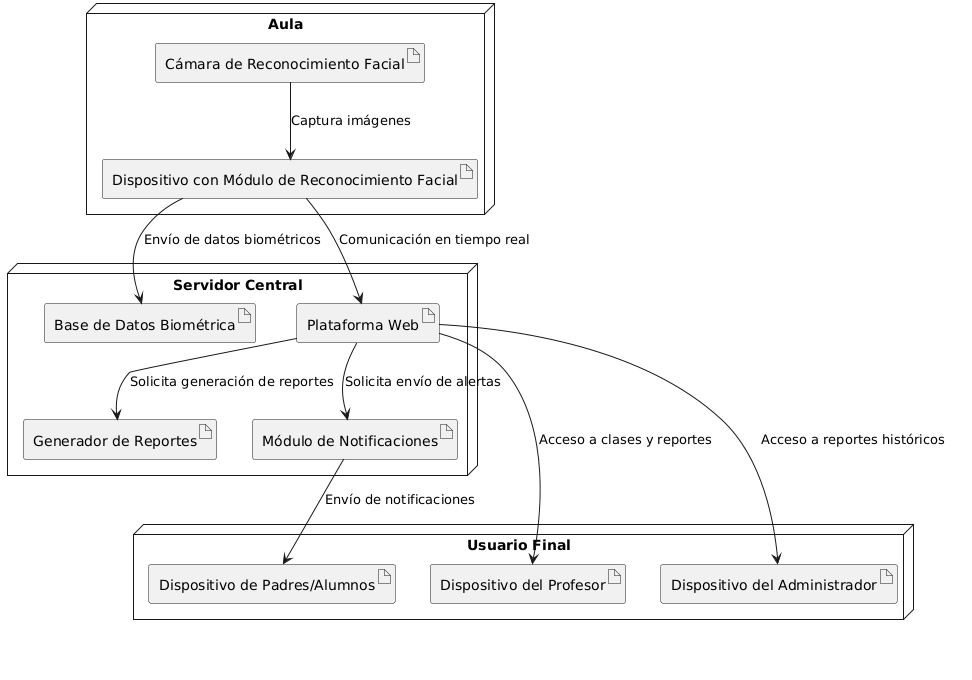 Aula
Cámara de Reconocimiento Facial
Captura imágenes
Dispositivo con Módulo de Reconocimiento Facial
Envío de datos biométricos
Comunicación en tiempo real
Servidor Central
Base de Datos Biométrica
Plataforma Web
Solicita generación de reportes
Solicita envío de alertas
Generador de Reportes
Módulo de Notificaciones
Acceso a clases y reportes
Acceso a reportes históricos
Envío de notificaciones
Usuario Final
Dispositivo de Padres/Alumnos
Dispositivo del Profesor
Dispositivo del Administrador